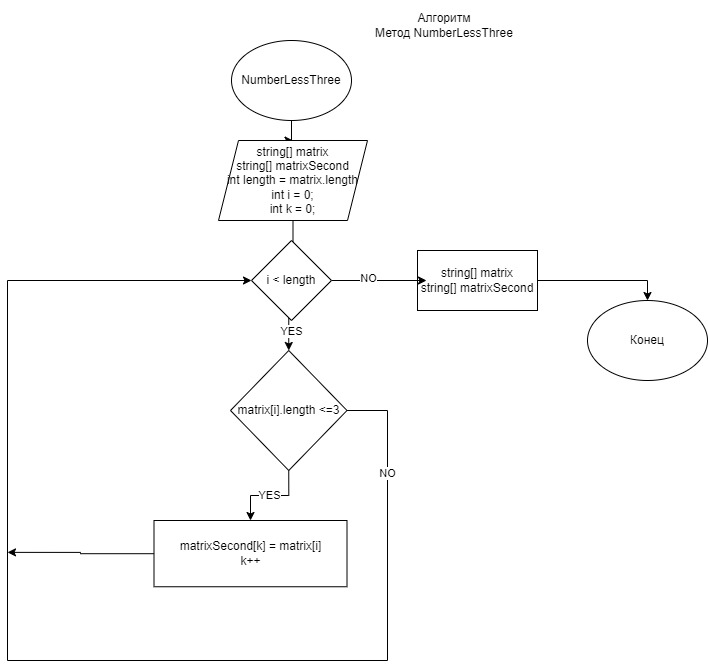 Алгоритм
Метод NumberLessThree
NumberLessThree
string[] matrix
string[] matrixSecond
int length = matrix.length
int i = 0;
int k = 0;
i < length
NO
string[] matrix
string[] matrixSecond
YES
Конец
matrix[i].length <=3
NO
YES
matrixSecond[k] = matrix[i]
k++